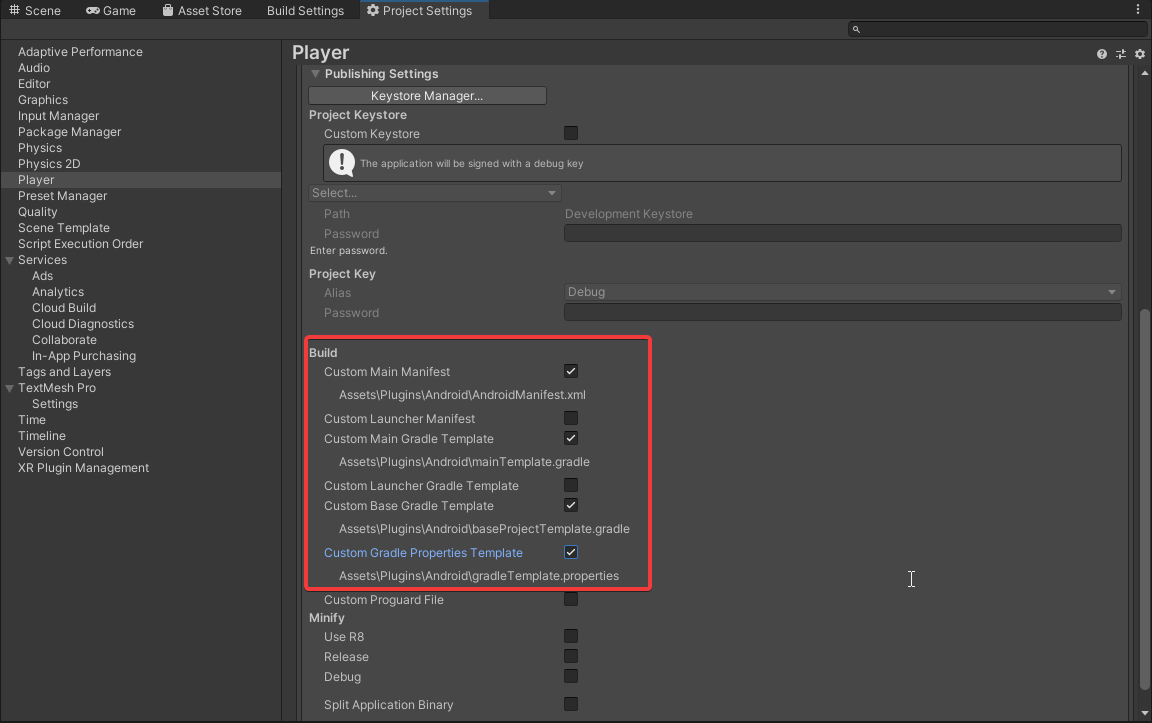 Scene Game Asset Store Build Settings Project Settings
Adaptive Performance
Audio
Editor
Graphics
Input Manager
Package Manager
Physics
Physics 2D
Player
Preset Manager
Quality
Scene Template
Script Execution Order
Services
Ads
Analytics
Cloud Build
Cloud Diagnostics
Collaborate
In-App Purchasing
Tags and Layers
TextMesh Pro
Settings
Time
Timeline
Version Control
XR Plugin Management
Player
Publishing Settings
Keystore Manager...
Project Keystore
Custom Keystore
The application will be signed with a debug key
Select...
Path Development Keystore
Password
Enter password.
Project Key
Alias Debug
Password
Build
Custom Main Manifest
Assets\Plugins\Android\AndroidManifest.xml
Custom Launcher Manifest
Custom Main Gradle Template
Assets\Plugins\Android\mainTemplate.gradle
Custom Launcher Gradle Template
Custom Base Gradle Template
Assets\Plugins\Android\baseProjectTemplate.gradle
Custom Gradle Properties Template
Assets\Plugins\Android\gradleTemplate.properties
Custom Proguard File
Minify
Use R8
Release
Debug
Split Application Binary